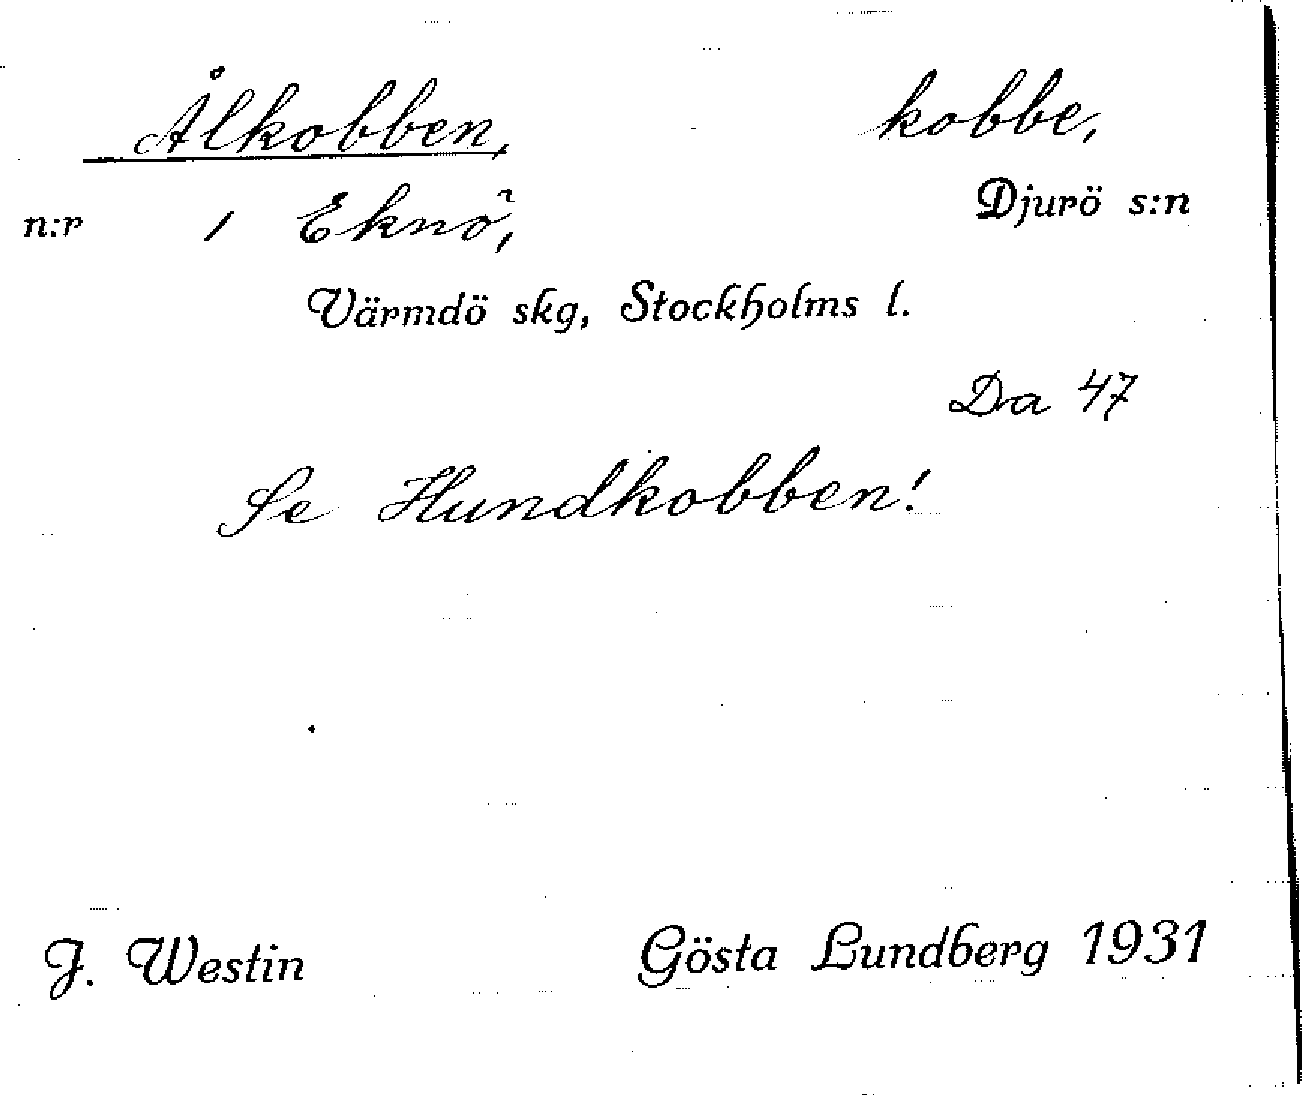 Ålkobben, kobbe,
n:r 1 Eknö, Djurö s:n
Värmdö skg, Stockholms l.
Da 47
Se Hundkobben!
J. Westin Gösta Lundberg 1931